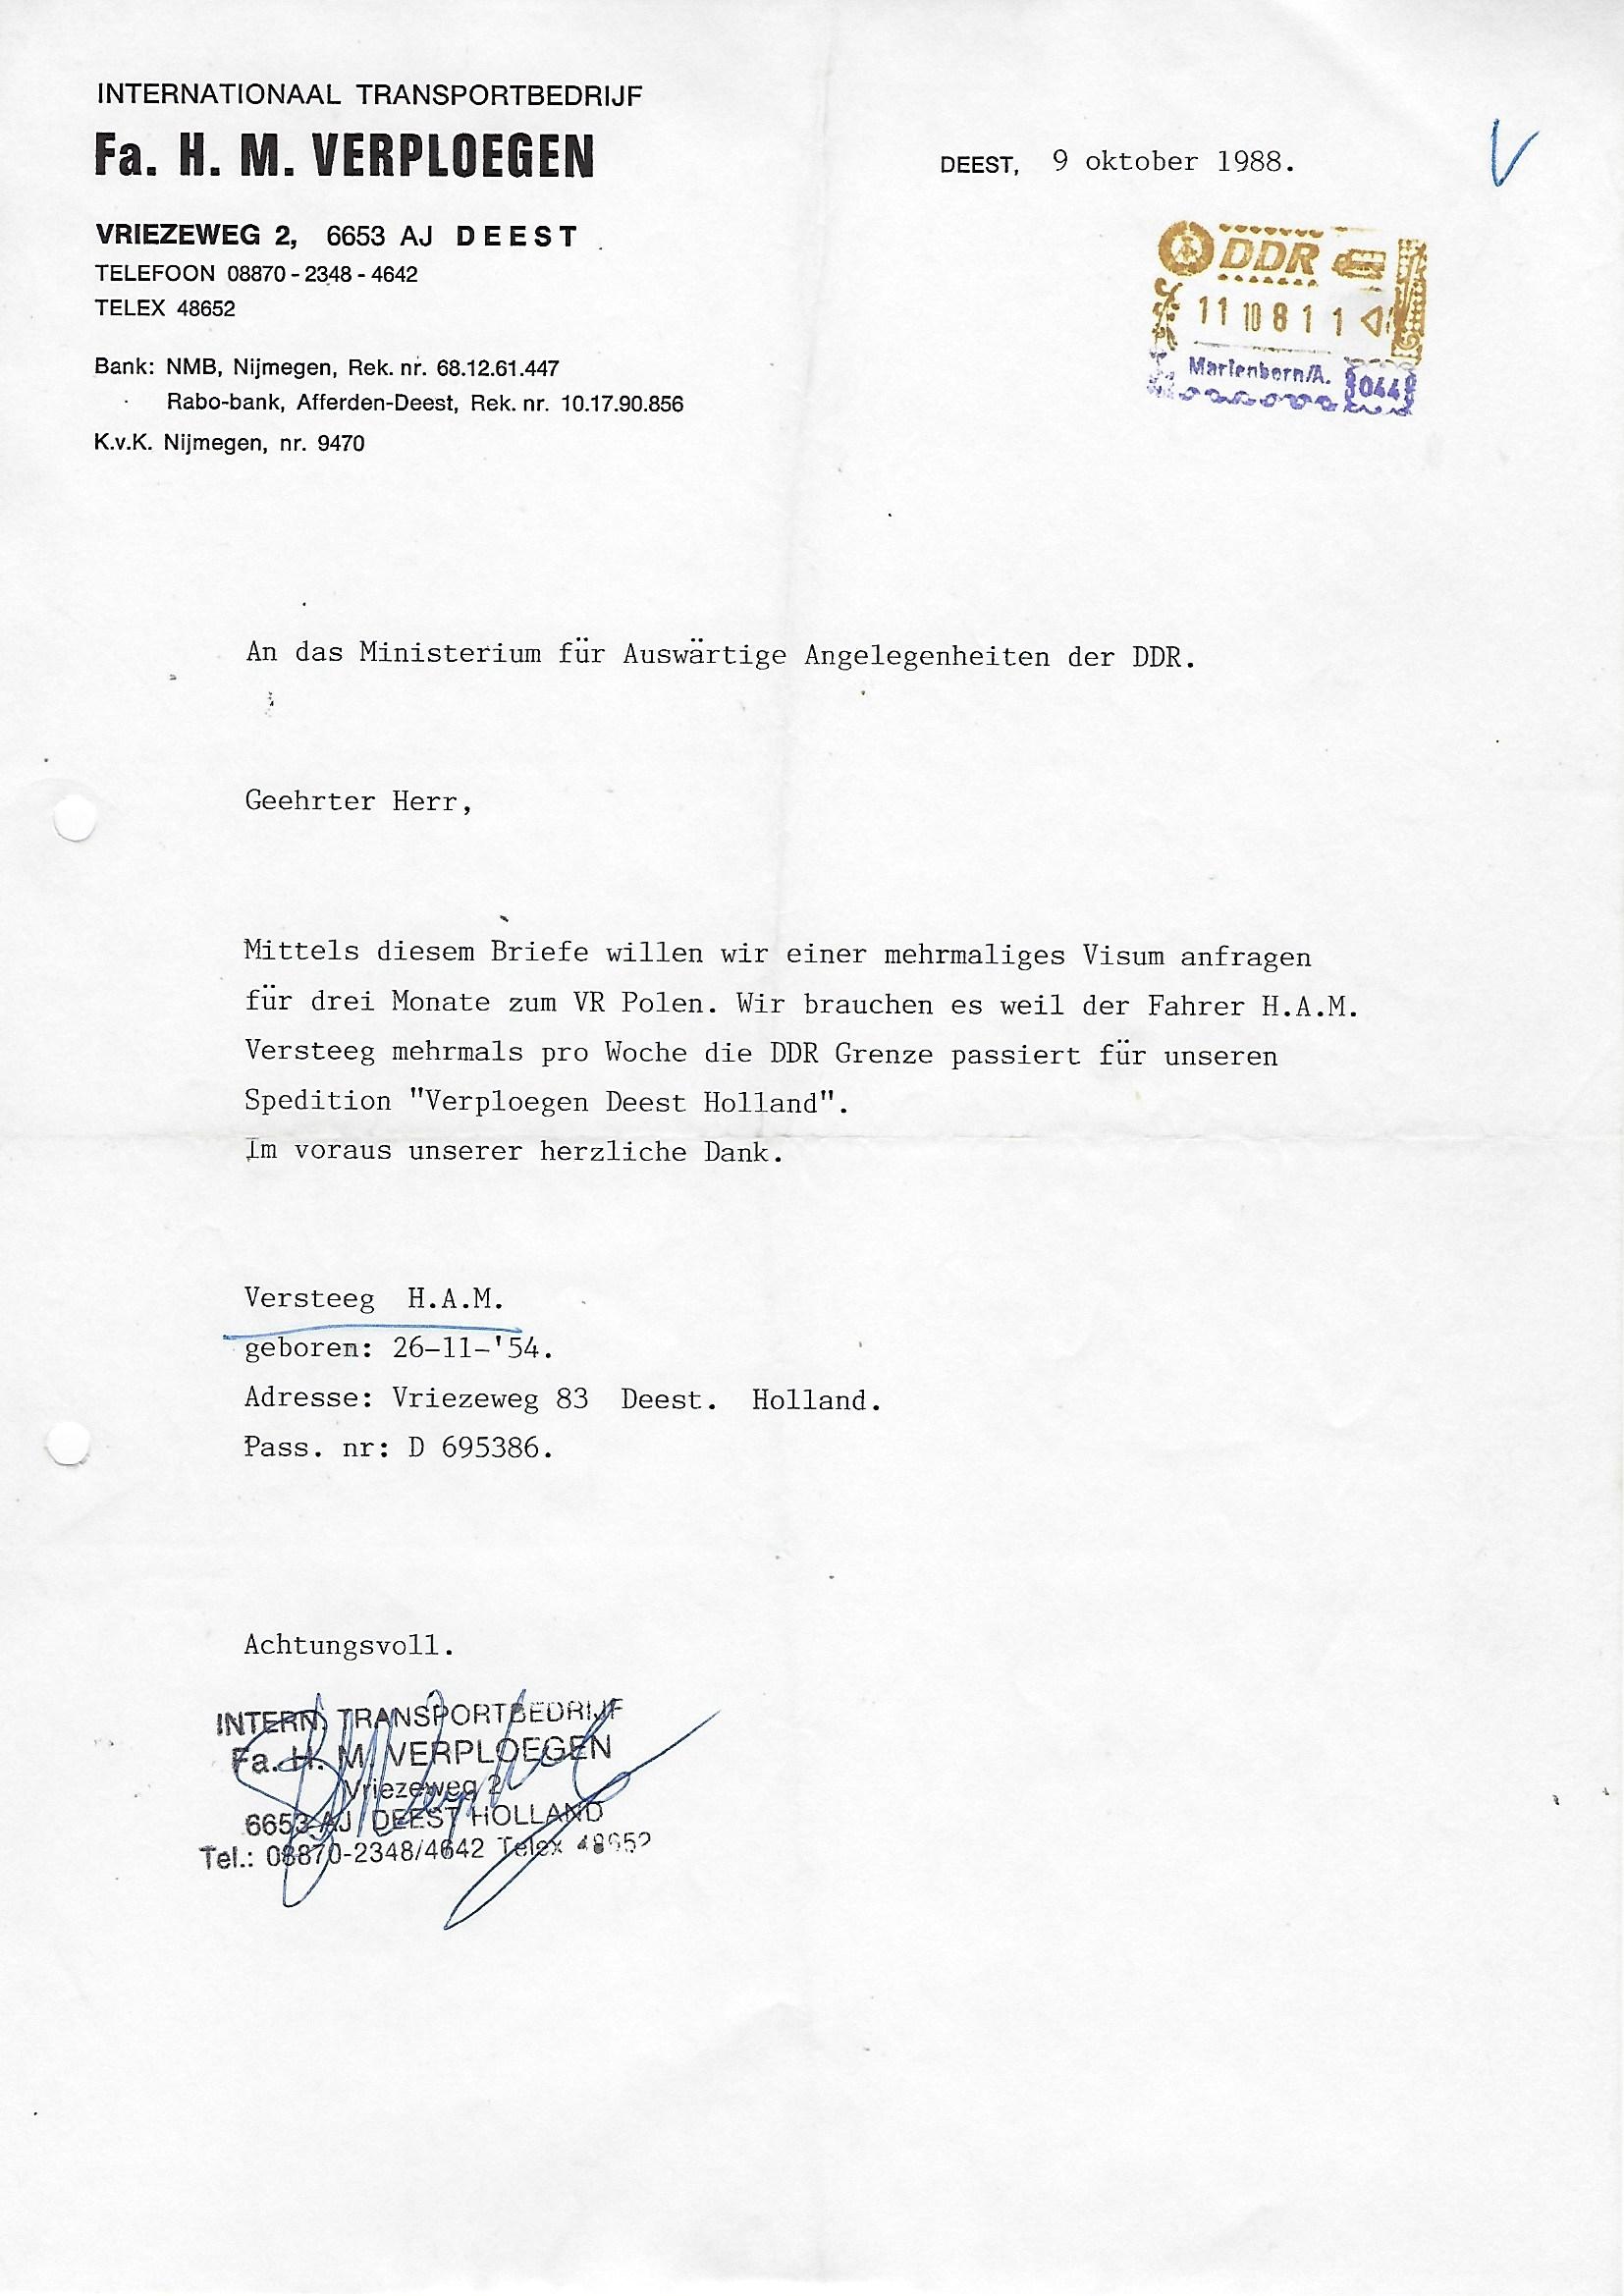 INTERNATIONAAL TRANSPORTBEDRIJF
Fa. H. M. VERPLOEGEN
DEEST, 9 oktober 1988.
VRIEZEWEG 2, 6653 AJ DEEST
TELEFOON 08870-2348-4642
TELEX 48652
Bank: NMB, Nijmegen, Rek. nr. 68.12.61.447
Rabo-bank, Afferden-Deest, Rek. nr. 10.17.90.856
K.v.K. Nijmegen, nr. 9470
DDR
11 10 8 1 1
Marienborn/A. 044
An das Ministerium für Auswärtige Angelegenheiten der DDR.
Geehrter Herr,
Mittels diesem Briefe willen wir einer mehrmaliges Visum anfragen
für drei Monate zum VR Polen. Wir brauchen es weil der Fahrer H.A.M.
Versteeg mehrmals pro Woche die DDR Grenze passiert für unseren
Spedition "Verploegen Deest Holland".
Im voraus unserer herzliche Dank.
Versteeg H.A.M.
geboren: 26-11-'54.
Adresse: Vriezeweg 83 Deest. Holland.
Pass. nr: D 695386.
Achtungsvoll.
INTERN. TRANSPORTBEDRIJF
Fa. H. M. VERPLOEGEN
Vriezeweg 2
6653 AJ DEEST HOLLAND
Tel.: 08870-2348/4642 Telex 48652